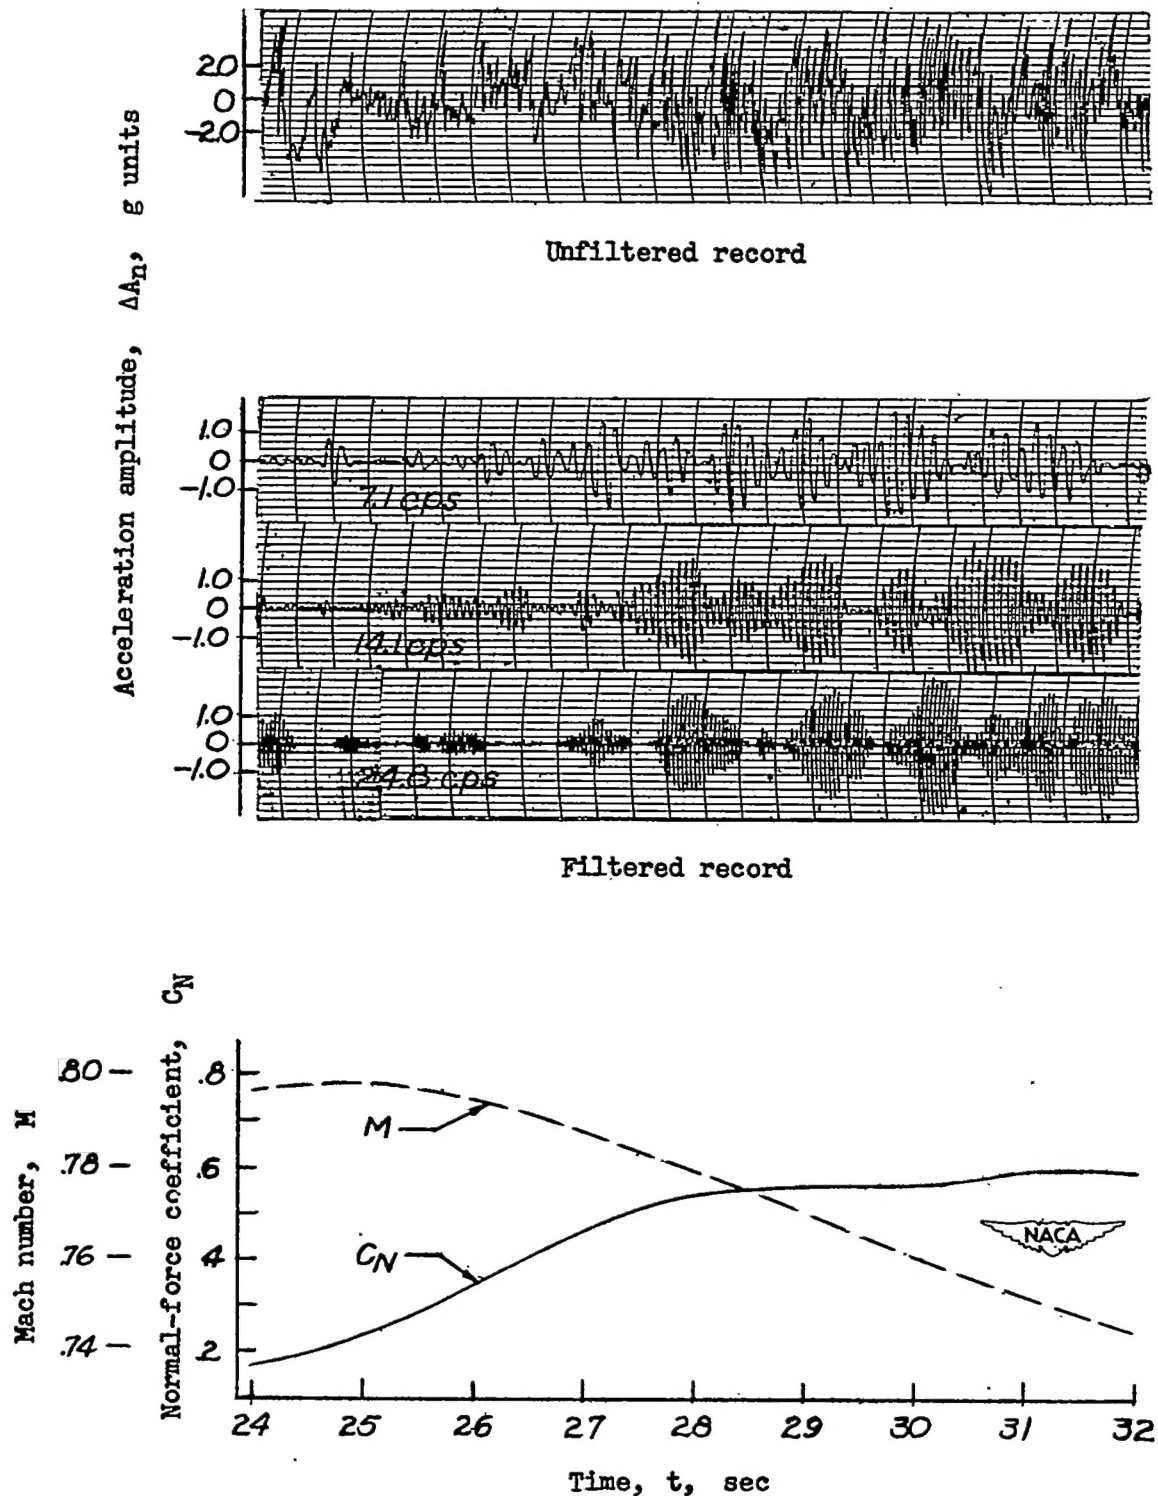 Acceleration amplitude, ΔAn, g units
2.0
0
-2.0
Unfiltered record
1.0
0
-1.0
7.1 cps
1.0
0
-1.0
14.1 cps
1.0
0
-1.0
24.8 cps
Filtered record
Mach number, M
.80
.78
.76
.74
Normal-force coefficient, CN
.8
.6
.4
.2
M
CN
NACA
24 25 26 27 28 29 30 31 32
Time, t, sec